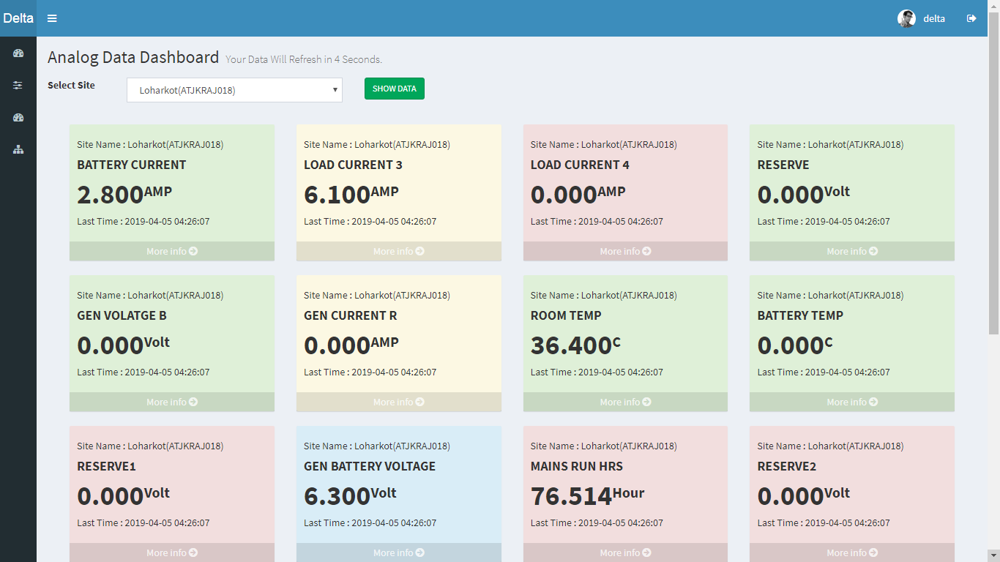 Delta
delta
Analog Data Dashboard Your Data Will Refresh in 4 Seconds.
Select Site
Loharkot(ATJKRAJ018)
SHOW DATA
Site Name : Loharkot(ATJKRAJ018)
BATTERY CURRENT
2.800AMP
Last Time : 2019-04-05 04:26:07
More info
Site Name : Loharkot(ATJKRAJ018)
LOAD CURRENT 3
6.100AMP
Last Time : 2019-04-05 04:26:07
More info
Site Name : Loharkot(ATJKRAJ018)
LOAD CURRENT 4
0.000AMP
Last Time : 2019-04-05 04:26:07
More info
Site Name : Loharkot(ATJKRAJ018)
RESERVE
0.000Volt
Last Time : 2019-04-05 04:26:07
More info
Site Name : Loharkot(ATJKRAJ018)
GEN VOLATGE B
0.000Volt
Last Time : 2019-04-05 04:26:07
More info
Site Name : Loharkot(ATJKRAJ018)
GEN CURRENT R
0.000AMP
Last Time : 2019-04-05 04:26:07
More info
Site Name : Loharkot(ATJKRAJ018)
ROOM TEMP
36.400C
Last Time : 2019-04-05 04:26:07
More info
Site Name : Loharkot(ATJKRAJ018)
BATTERY TEMP
0.000C
Last Time : 2019-04-05 04:26:07
More info
Site Name : Loharkot(ATJKRAJ018)
RESERVE1
0.000Volt
Last Time : 2019-04-05 04:26:07
More info
Site Name : Loharkot(ATJKRAJ018)
GEN BATTERY VOLTAGE
6.300Volt
Last Time : 2019-04-05 04:26:07
More info
Site Name : Loharkot(ATJKRAJ018)
MAINS RUN HRS
76.514Hour
Last Time : 2019-04-05 04:26:07
More info
Site Name : Loharkot(ATJKRAJ018)
RESERVE2
0.000Volt
Last Time : 2019-04-05 04:26:07
More info